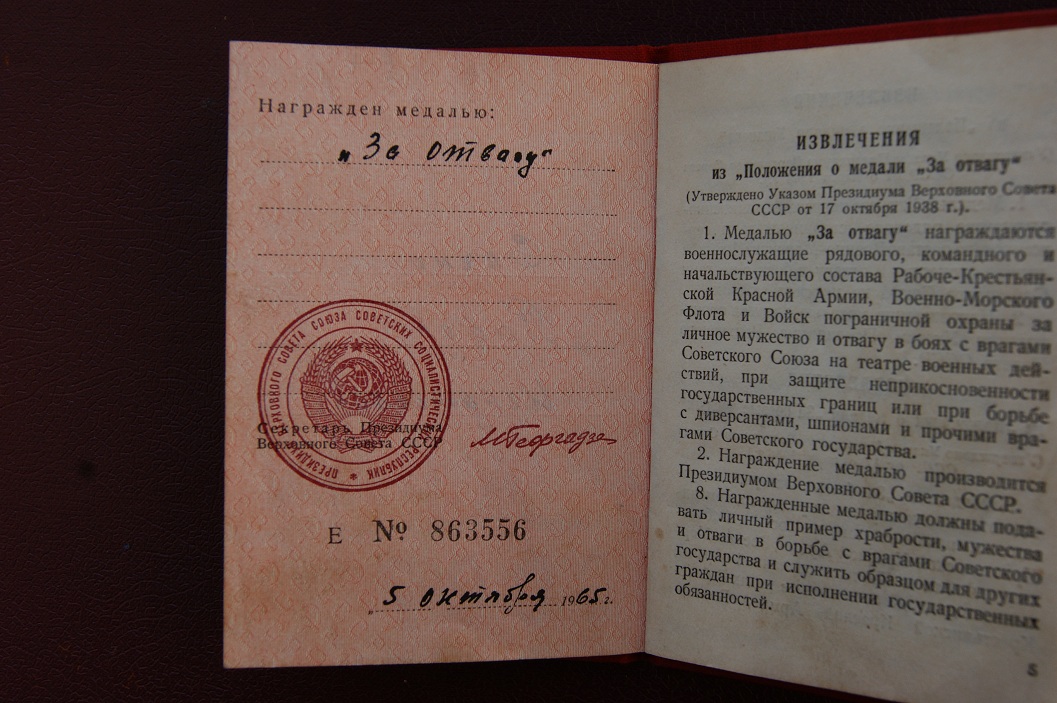 Награжден медалью:
„За отвагу“
ПРЕЗИДИУМ ВЕРХОВНОГО СОВЕТА СОЮЗА СОВЕТСКИХ СОЦИАЛИСТИЧЕСКИХ РЕСПУБЛИК
Секретарь Президиума
Верховного Совета СССР
МГеоргадзе
Е № 863556
„5 октября 1965г.
ИЗВЛЕЧЕНИЯ
из „Положения о медали „За отвагу“
(Утверждено Указом Президиума Верховного Совета
СССР от 17 октября 1938 г.).
1. Медалью „За отвагу“ награждаются
военнослужащие рядового, командного и
начальствующего состава Рабоче-Крестьян-
ской Красной Армии, Военно-Морского
Флота и Войск пограничной охраны за
личное мужество и отвагу в боях с врагами
Советского Союза на театре военных дей-
ствий, при защите неприкосновенности
государственных границ или при борьбе
с диверсантами, шпионами и прочими вра-
гами Советского государства.
2. Награждение медалью производится
Президиумом Верховного Совета СССР.
8. Награжденные медалью должны пода-
вать личный пример храбрости, мужества
и отваги в борьбе с врагами Советского
государства и служить образцом для других
граждан при исполнении государственных
обязанностей.